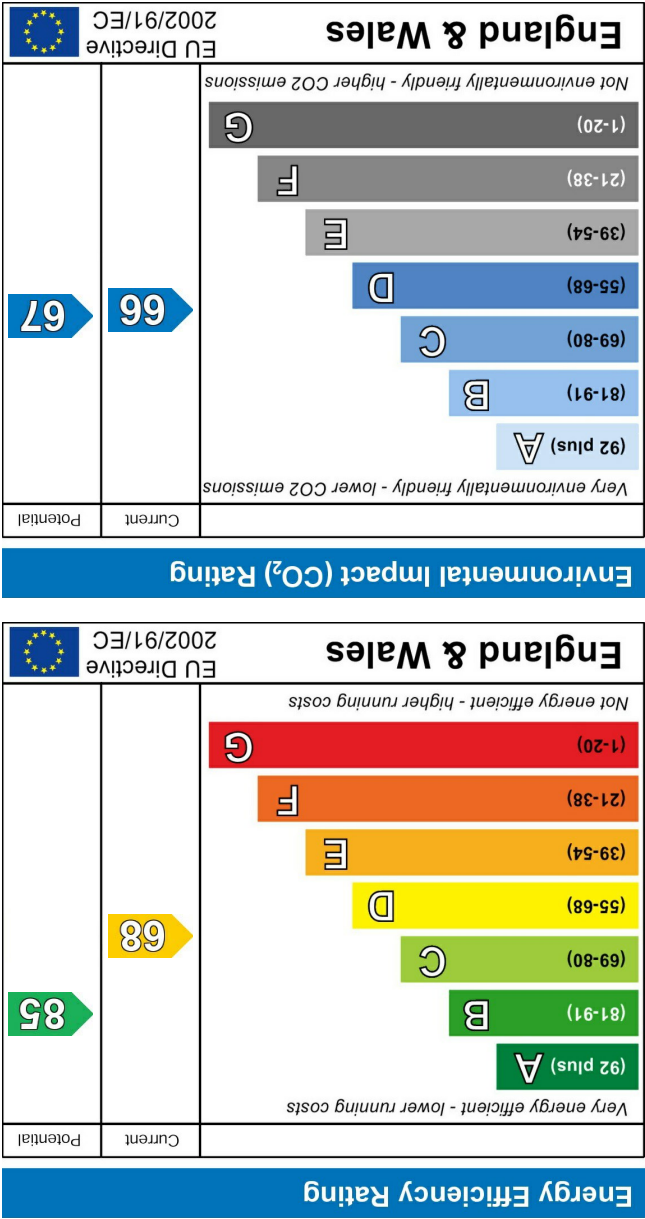 Energy Efficiency Rating
Current Potential
Very energy efficient - lower running costs
(92 plus) A
(81-91) B
(69-80) C
(55-68) D
(39-54) E
(21-38) F
(1-20) G
68
85
Not energy efficient - higher running costs
England & Wales
EU Directive
2002/91/EC
Environmental Impact (CO₂) Rating
Current Potential
Very environmentally friendly - lower CO2 emissions
(92 plus) A
(81-91) B
(69-80) C
(55-68) D
(39-54) E
(21-38) F
(1-20) G
66
67
Not environmentally friendly - higher CO2 emissions
England & Wales
EU Directive
2002/91/EC